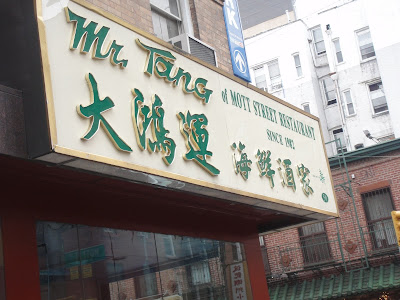 Mr. Tang
of MOTT STREET RESTAURANT
SINCE 1982
大鴻運
海鮮酒家